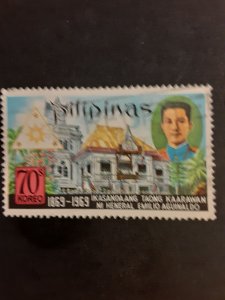 Pilipinas
70s
KOREO
1869-1969 IKASANDAANG TAONG KAARAWAN
NI HENERAL EMILIO AGUINALDO